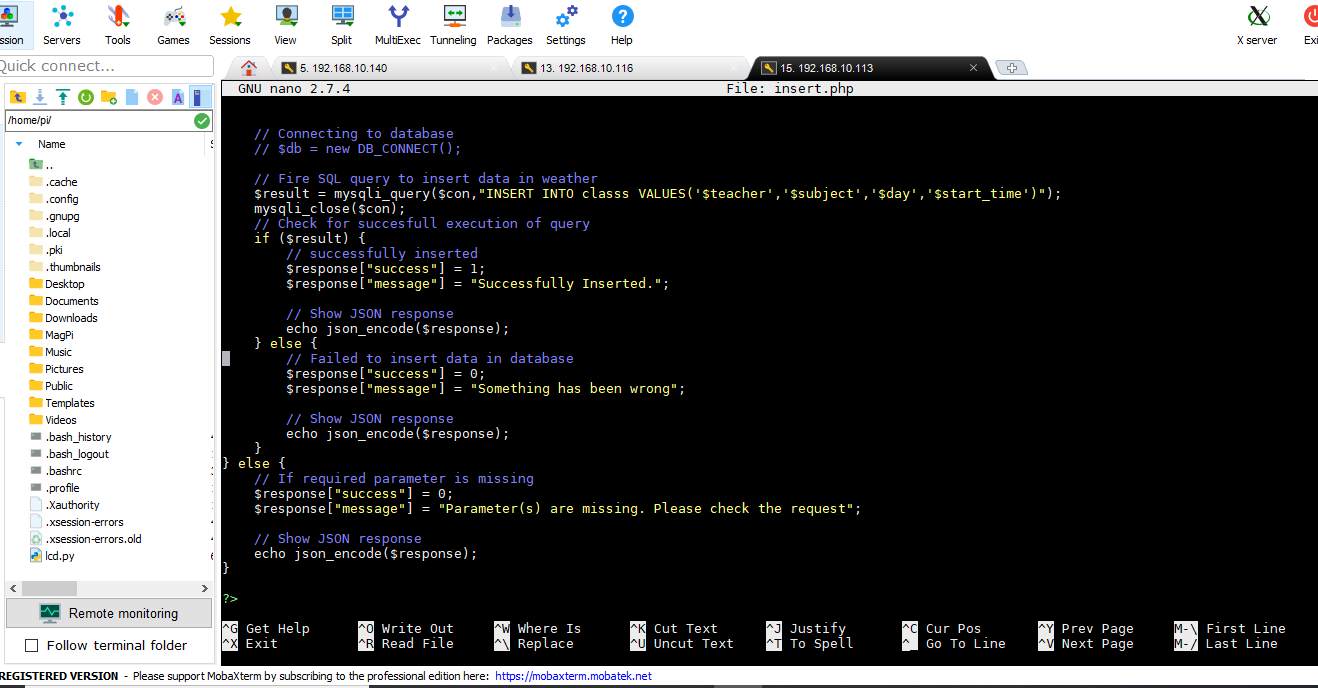 ssion Servers Tools Games Sessions View Split MultiExec Tunneling Packages Settings Help X server Exi
Quick connect...
5. 192.168.10.140
13. 192.168.10.116
15. 192.168.10.113
/home/pi/
Name
..
.cache
.config
.gnupg
.local
.pki
.thumbnails
Desktop
Documents
Downloads
MagPi
Music
Pictures
Public
Templates
Videos
.bash_history
.bash_logout
.bashrc
.profile
.Xauthority
.xsession-errors
.xsession-errors.old
lcd.py
Remote monitoring
Follow terminal folder
GNU nano 2.7.4 File: insert.php
// Connecting to database
// $db = new DB_CONNECT();
// Fire SQL query to insert data in weather
$result = mysqli_query($con,"INSERT INTO classs VALUES('$teacher','$subject','$day','$start_time')");
mysqli_close($con);
// Check for succesfull execution of query
if ($result) {
// successfully inserted
$response["success"] = 1;
$response["message"] = "Successfully Inserted.";
// Show JSON response
echo json_encode($response);
} else {
// Failed to insert data in database
$response["success"] = 0;
$response["message"] = "Something has been wrong";
// Show JSON response
echo json_encode($response);
}
} else {
// If required parameter is missing
$response["success"] = 0;
$response["message"] = "Parameter(s) are missing. Please check the request";
// Show JSON response
echo json_encode($response);
}
?>
^G Get Help ^O Write Out ^W Where Is ^K Cut Text ^J Justify ^C Cur Pos ^Y Prev Page M-\ First Line
^X Exit ^R Read File ^\ Replace ^U Uncut Text ^T To Spell ^_ Go To Line ^V Next Page M-/ Last Line
REGISTERED VERSION - Please support MobaXterm by subscribing to the professional edition here: https://mobaxterm.mobatek.net